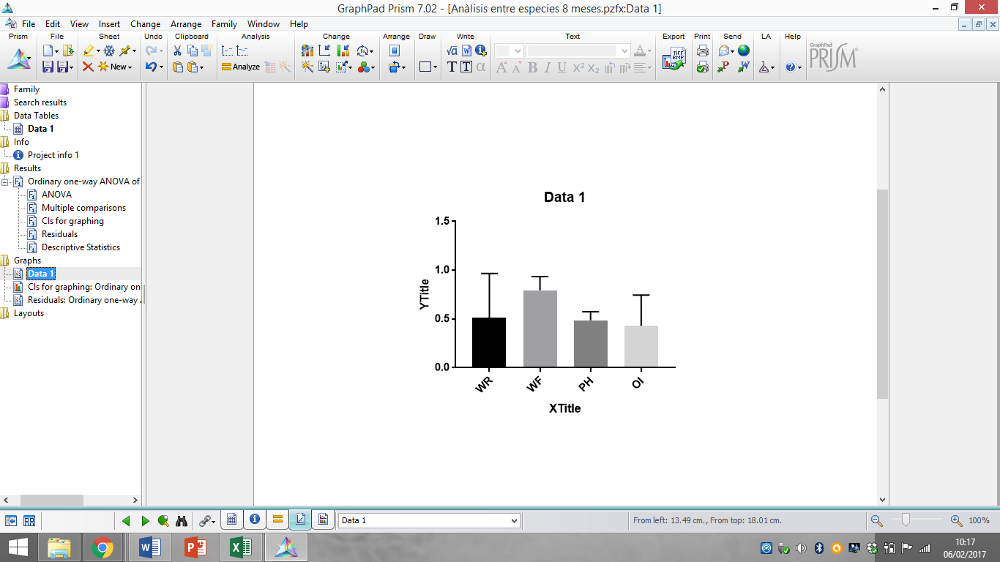 GraphPad Prism 7.02 - [Anàlisis entre especies 8 meses.pzfx:Data 1]
File Edit View Insert Change Arrange Family Window Help
Prism File Sheet Undo Clipboard Analysis Change Arrange Draw Write Text Export Print Send LA Help
New
Analyze
TIFF
BMP
GraphPad
PRISM
Family
Search results
Data Tables
Data 1
Info
Project info 1
Results
Ordinary one-way ANOVA of
ANOVA
Multiple comparisons
CIs for graphing
Residuals
Descriptive Statistics
Graphs
Data 1
CIs for graphing: Ordinary on
Residuals: Ordinary one-way
Layouts
Data 1
YTitle
1.5
1.0
0.5
0.0
WR WF PH OI
XTitle
Data 1
From left: 13.49 cm., From top: 18.01 cm.
100%
10:17
06/02/2017